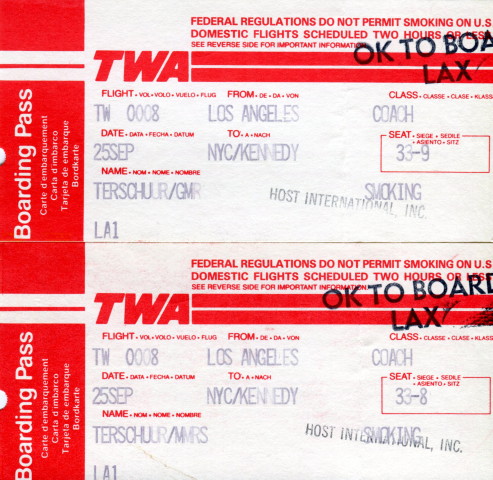 FEDERAL REGULATIONS DO NOT PERMIT SMOKING ON U.S
DOMESTIC FLIGHTS SCHEDULED TWO HOURS OR LESS
SEE REVERSE SIDE FOR IMPORTANT INFORMATION
OK TO BOA
LAX
TWA
Boarding Pass
Carte d'embarquement
Carta d'imbarco
Tarjeta de embarque
Bordkarte
FLIGHT • VOL • VOLO • VUELO • FLUG FROM • DE • DA • VON CLASS • CLASSE • CLASE • KLASS
TW 0008 LOS ANGELES COACH
DATE • DATA • FECHA • DATUM TO • A • NACH SEAT • SIEGE • SEDILE
• ASIENTO • SITZ
25SEP NYC/KENNEDY 33-9
NAME • NOM • NOME • NOMBRE
TERSCHUUR/GMR SMOKING
HOST INTERNATIONAL, INC.
LA1
FEDERAL REGULATIONS DO NOT PERMIT SMOKING ON U.S
DOMESTIC FLIGHTS SCHEDULED TWO HOURS OR LESS
SEE REVERSE SIDE FOR IMPORTANT INFORMATION
OK TO BOARD
LAX
TWA
Boarding Pass
Carte d'embarquement
Carta d'imbarco
Tarjeta de embarque
Bordkarte
FLIGHT • VOL • VOLO • VUELO • FLUG FROM • DE • DA • VON CLASS • CLASSE • CLASE • KLASS
TW 0008 LOS ANGELES COACH
DATE • DATA • FECHA • DATUM TO • A • NACH SEAT • SIEGE • SEDILE
• ASIENTO • SITZ
25SEP NYC/KENNEDY 33-8
NAME • NOM • NOME • NOMBRE
TERSCHUUR/MMRS SMOKING
HOST INTERNATIONAL, INC.
LA1